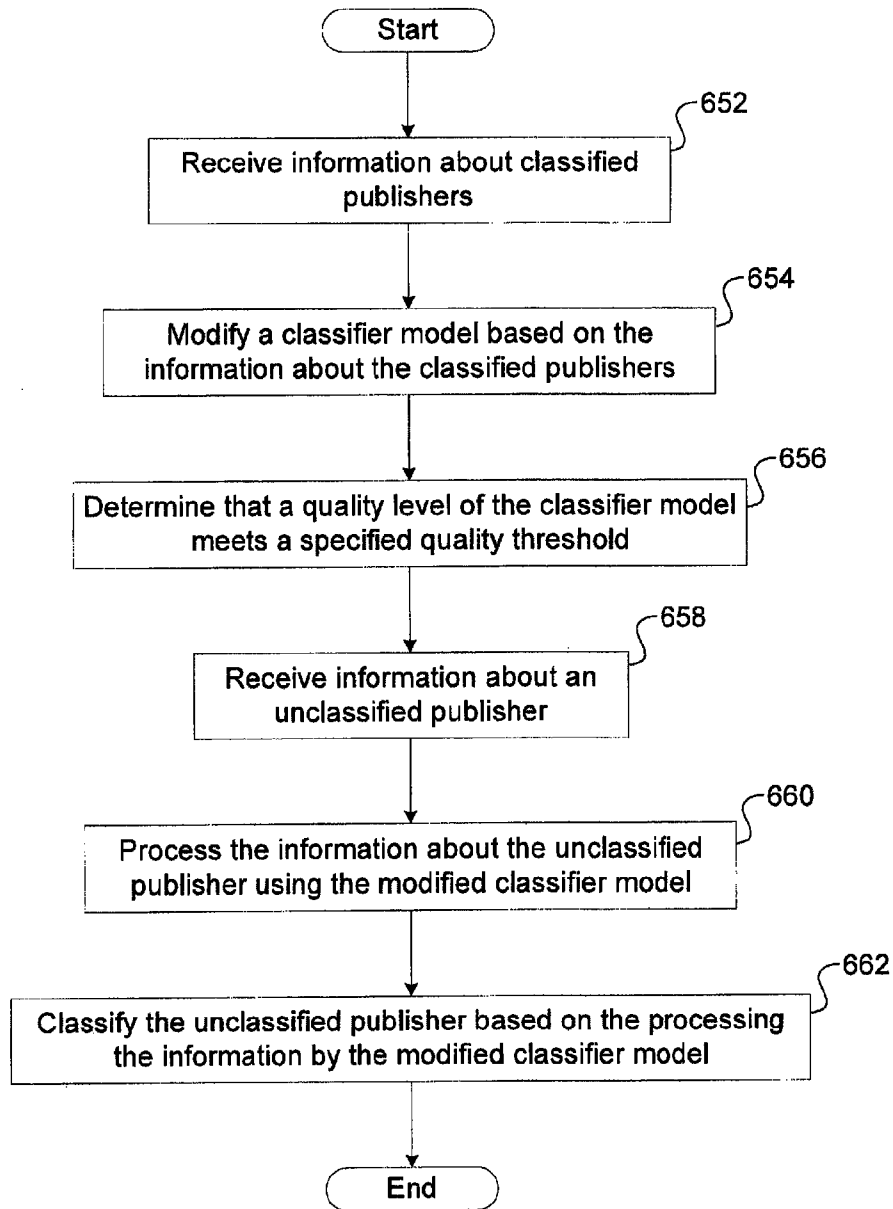 Start
652
Receive information about classified
publishers
654
Modify a classifier model based on the
information about the classified publishers
656
Determine that a quality level of the classifier model
meets a specified quality threshold
658
Receive information about an
unclassified publisher
660
Process the information about the unclassified
publisher using the modified classifier model
662
Classify the unclassified publisher based on the processing
the information by the modified classifier model
End